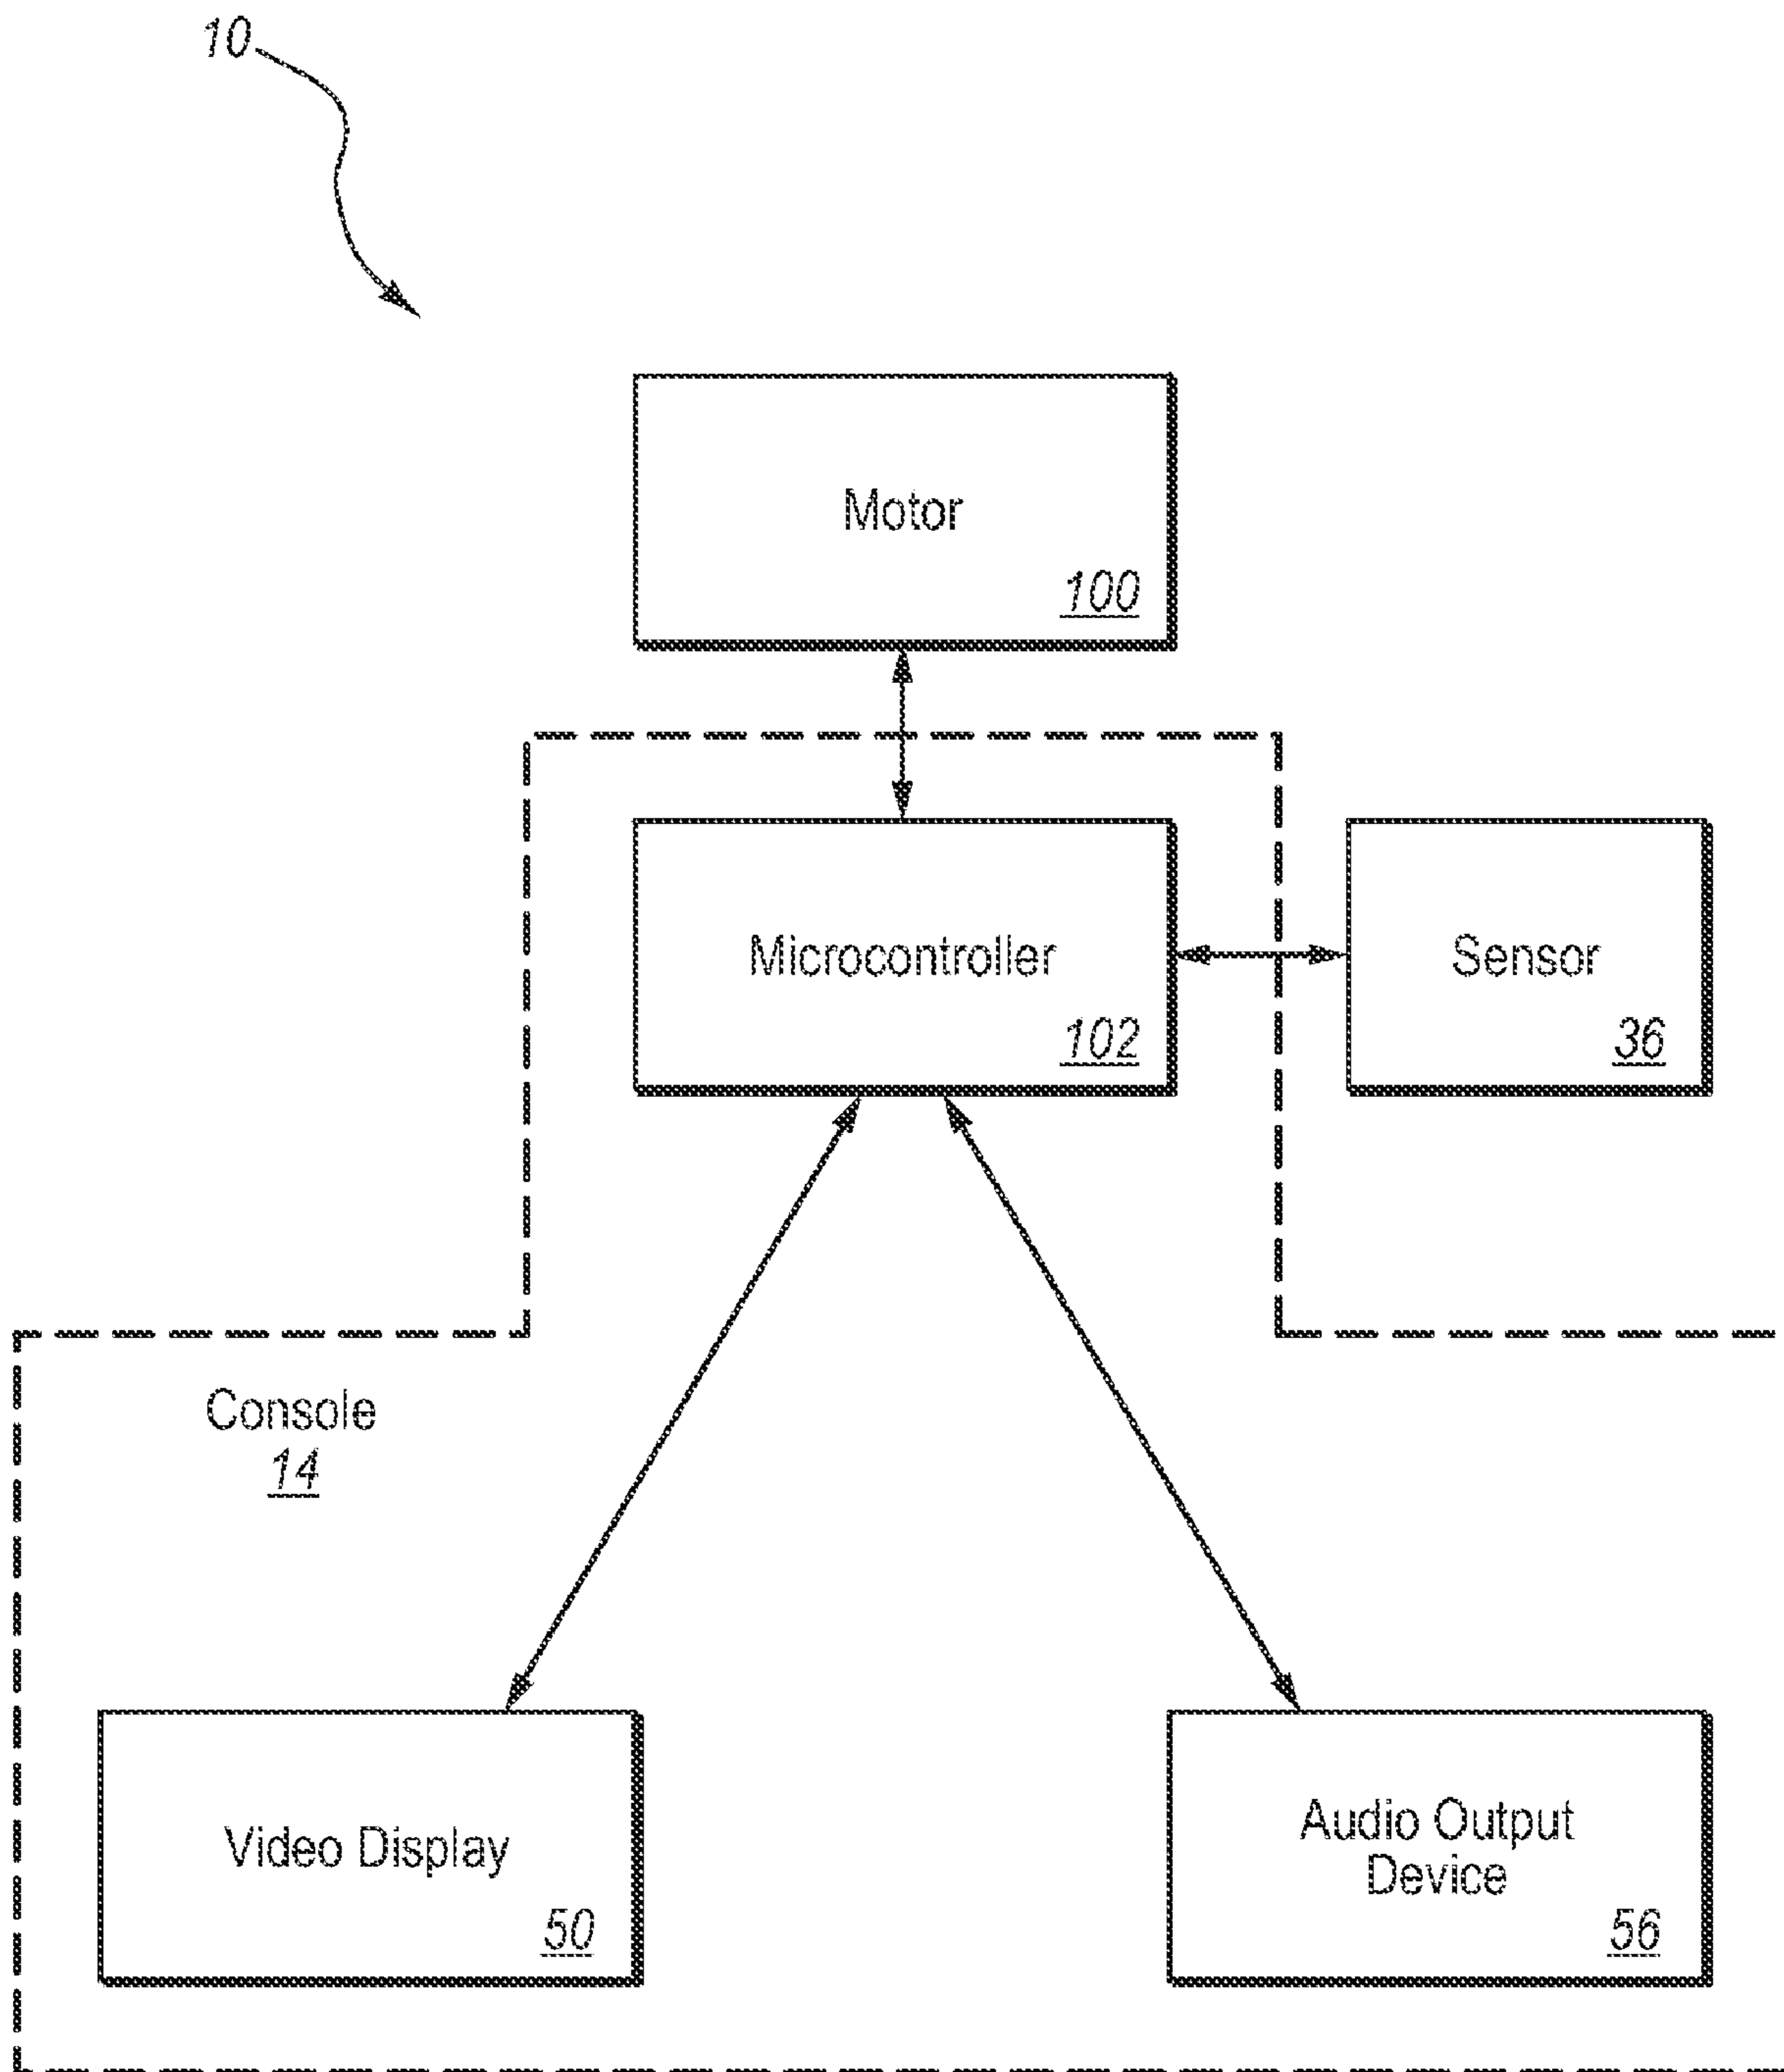 10
Motor
100
Microcontroller
102
Sensor
36
Console
14
Video Display
50
Audio Output
Device
56